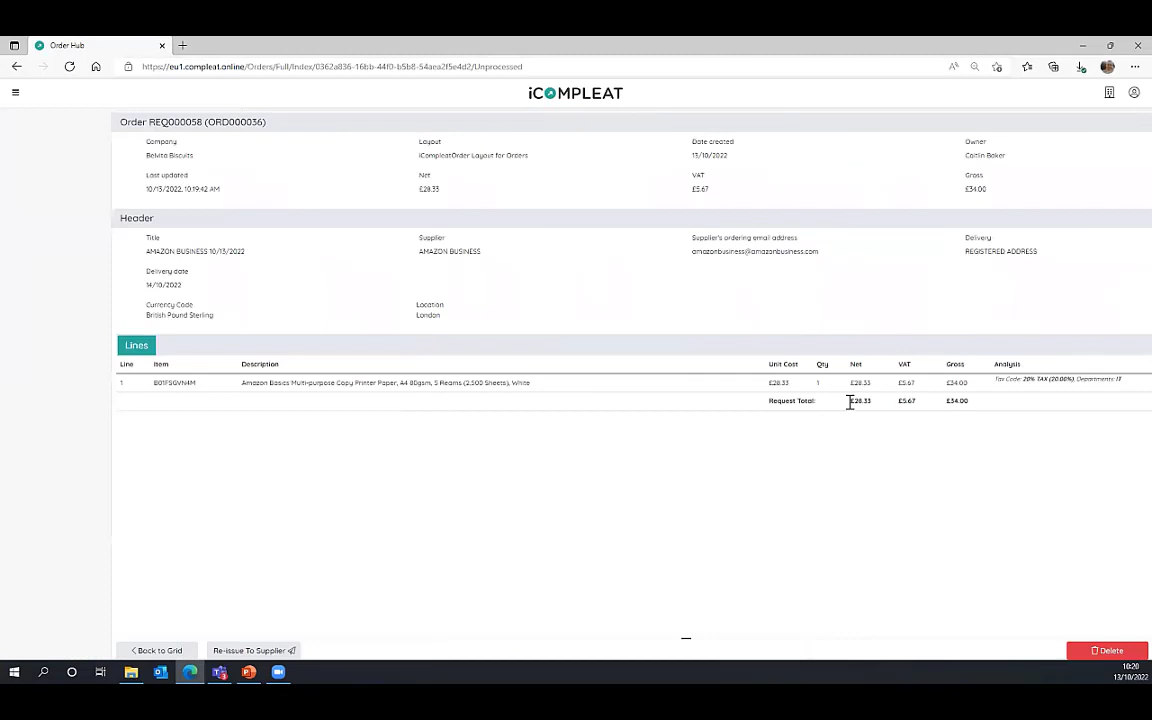 Order Hub
https://eu1.compleat.online/Orders/Full/Index/0362a836-16bb-44f0-b5b8-54aea2f5e4d2/Unprocessed
iCOMPLEAT
Order REQ000058 (ORD000036)
Company Layout Date created Owner
Belvita Biscuits iCompleatOrder Layout for Orders 13/10/2022 Caitlin Baker
Last updated Net VAT Gross
10/13/2022, 10:19:42 AM £28.33 £5.67 £34.00
Header
Title Supplier Supplier's ordering email address Delivery
AMAZON BUSINESS 10/13/2022 AMAZON BUSINESS amazonbusiness@amazonbusiness.com REGISTERED ADDRESS
Delivery date
14/10/2022
Currency Code Location
British Pound Sterling London
Lines
Line Item Description Unit Cost Qty Net VAT Gross Analysis
1 B01FSGVN4M Amazon Basics Multi-purpose Copy Printer Paper, A4 80gsm, 5 Reams (2,500 Sheets), White £28.33 1 £28.33 £5.67 £34.00 Tax Code: 20% TAX (20.00%), Departments: IT
Request Total: £28.33 £5.67 £34.00
Back to Grid Re-issue To Supplier Delete
10:20
13/10/2022